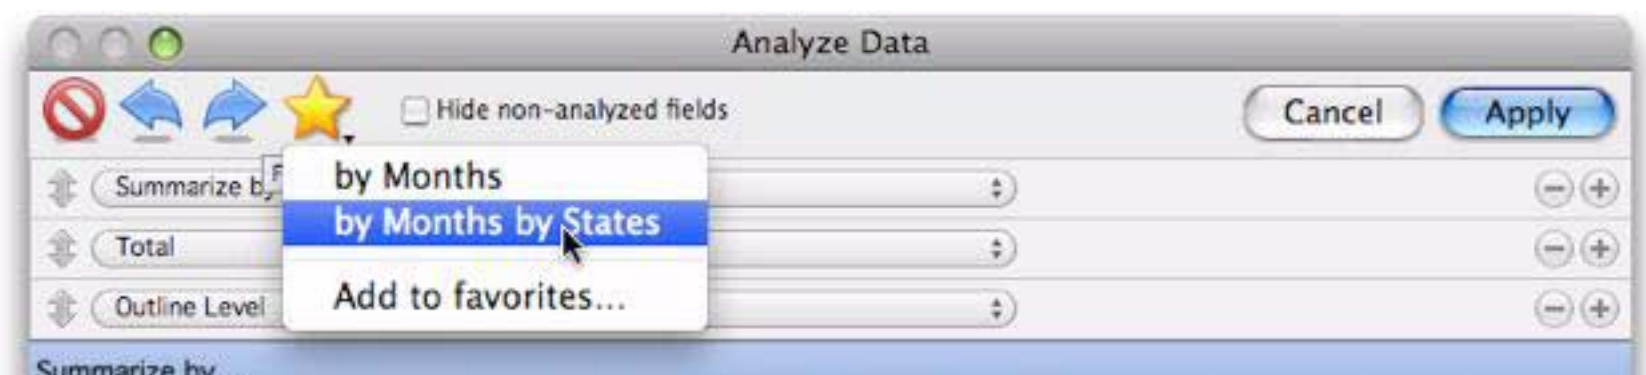 Analyze Data
Hide non-analyzed fields
Cancel
Apply
by Months
Summarize by
by Months by States
Total
Add to favorites...
Outline Level
Summarize by